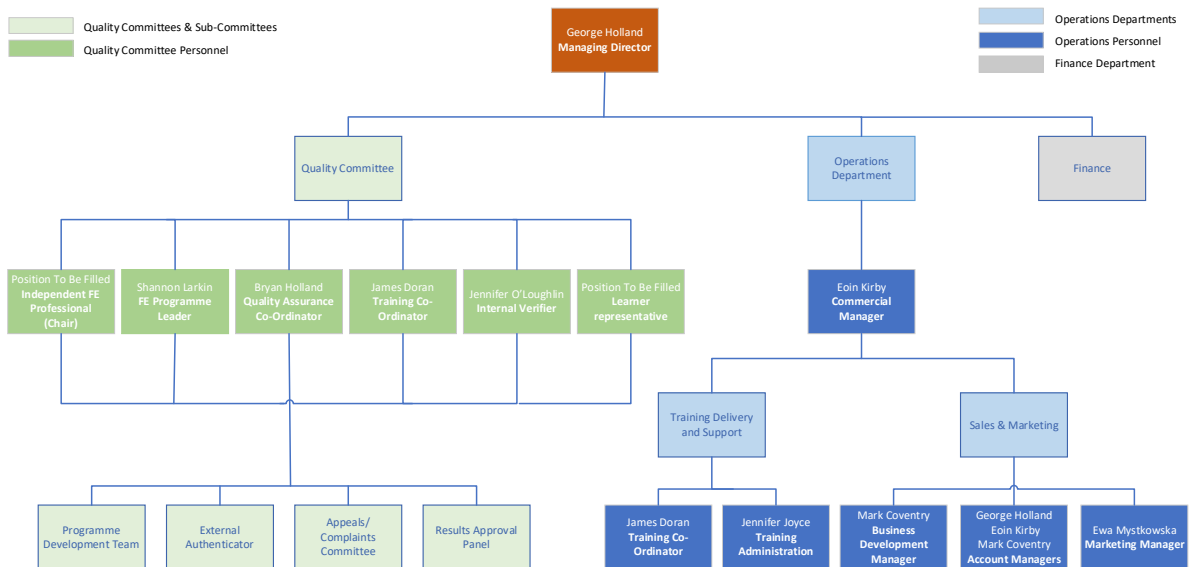 Quality Committees & Sub-Committees
Quality Committee Personnel
George Holland
Managing Director
Operations Departments
Operations Personnel
Finance Department
Quality Committee
Operations
Department
Finance
Position To Be Filled
Independent FE
Professional
(Chair)
Shannon Larkin
FE Programme
Leader
Bryan Holland
Quality Assurance
Co-Ordinator
James Doran
Training Co-
Ordinator
Jennifer O'Loughlin
Internal Verifier
Position To Be Filled
Learner
representative
Eoin Kirby
Commercial
Manager
Training Delivery
and Support
Sales & Marketing
Programme
Development Team
External
Authenticator
Appeals/
Complaints
Committee
Results Approval
Panel
James Doran
Training Co-
Ordinator
Jennifer Joyce
Training
Administration
Mark Coventry
Business
Development
Manager
George Holland
Eoin Kirby
Mark Coventry
Account Managers
Ewa Mystkowska
Marketing Manager